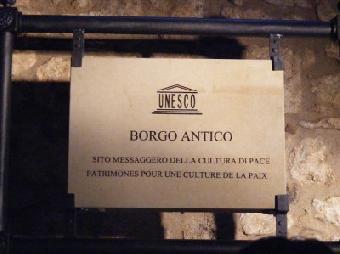 UNESCO
BORGO ANTICO
SITO MESSAGGERO DELLA CULTURA DI PACE
PATRIMONES POUR UNE CULTURE DE LA PAIX